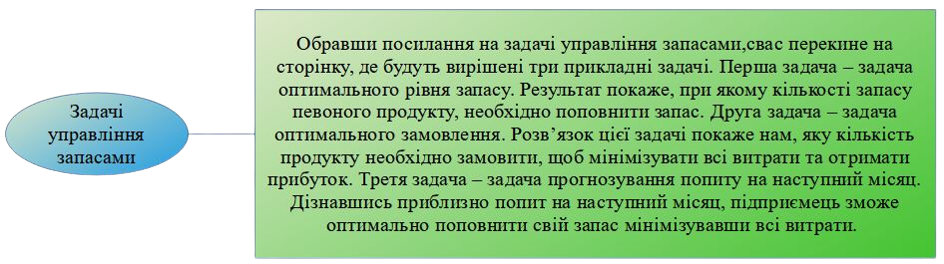 Задачі
управління
запасами
Обравши посилання на задачі управління запасами,свас перекине на
сторінку, де будуть вирішені три прикладні задачі. Перша задача – задача
оптимального рівня запасу. Результат покаже, при якому кількості запасу
певоного продукту, необхідно поповнити запас. Друга задача – задача
оптимального замовлення. Розв’язок цієї задачі покаже нам, яку кількість
продукту необхідно замовити, щоб мінімізувати всі витрати та отримати
прибуток. Третя задача – задача прогнозування попиту на наступний місяц.
Дізнавшись приблизно попит на наступний місяц, підприємець зможе
оптимально поповнити свій запас мінімізувавши всі витрати.